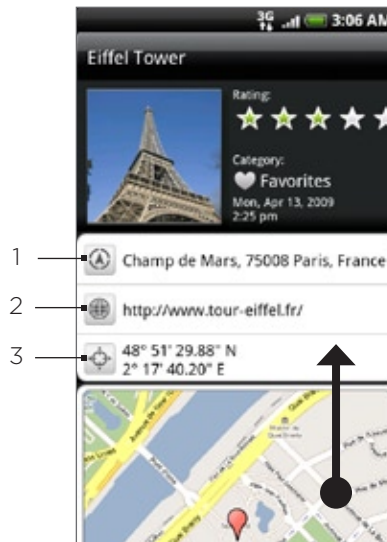 3G 3:06 AM
Eiffel Tower
Rating:
Category:
Favorites
Mon, Apr 13, 2009
2:25 pm
1
Champ de Mars, 75008 Paris, France
2
http://www.tour-eiffel.fr/
3
48° 51' 29.88" N
2° 17' 40.20" E